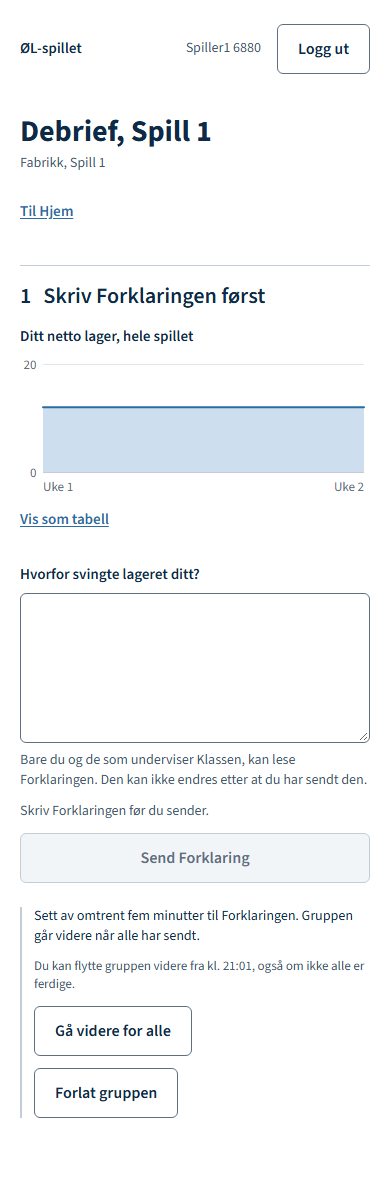 ØL-spillet
Spiller1 6880
Logg ut
Debrief, Spill 1
Fabrikk, Spill 1
Til Hjem
1 Skriv Forklaringen først
Ditt netto lager, hele spillet
20
0
Uke 1
Uke 2
Vis som tabell
Hvorfor svingte lageret ditt?
Bare du og de som underviser Klassen, kan lese
Forklaringen. Den kan ikke endres etter at du har sendt den.
Skriv Forklaringen før du sender.
Send Forklaring
Sett av omtrent fem minutter til Forklaringen. Gruppen
går videre når alle har sendt.
Du kan flytte gruppen videre fra kl. 21:01, også om ikke alle er
ferdige.
Gå videre for alle
Forlat gruppen